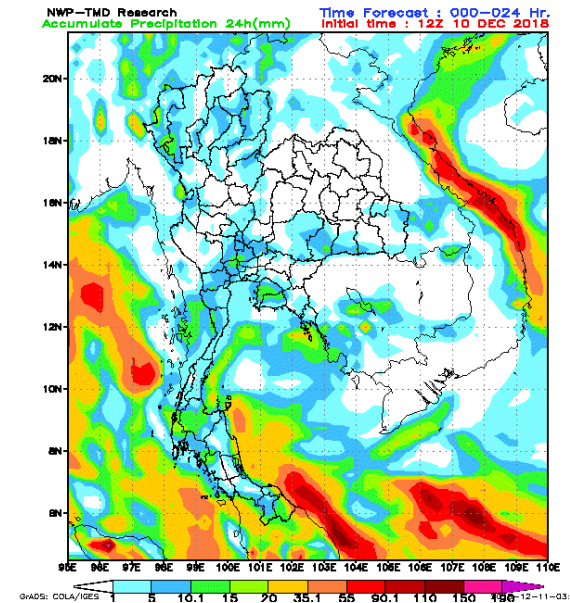 NWP-TMD Research Time Forecast : 000-024 Hr.
Accumulate Precipitation 24h(mm) Initial time : 12Z 10 DEC 2018
20N
18N
16N
14N
12N
10N
8N
6N
95E 96E 97E 98E 99E 100E 101E 102E 103E 104E 105E 106E 107E 108E 109E 110E
GrADS: COLA/IGES 1 5 10.1 15 20 35.1 55 90.1 110 150 190